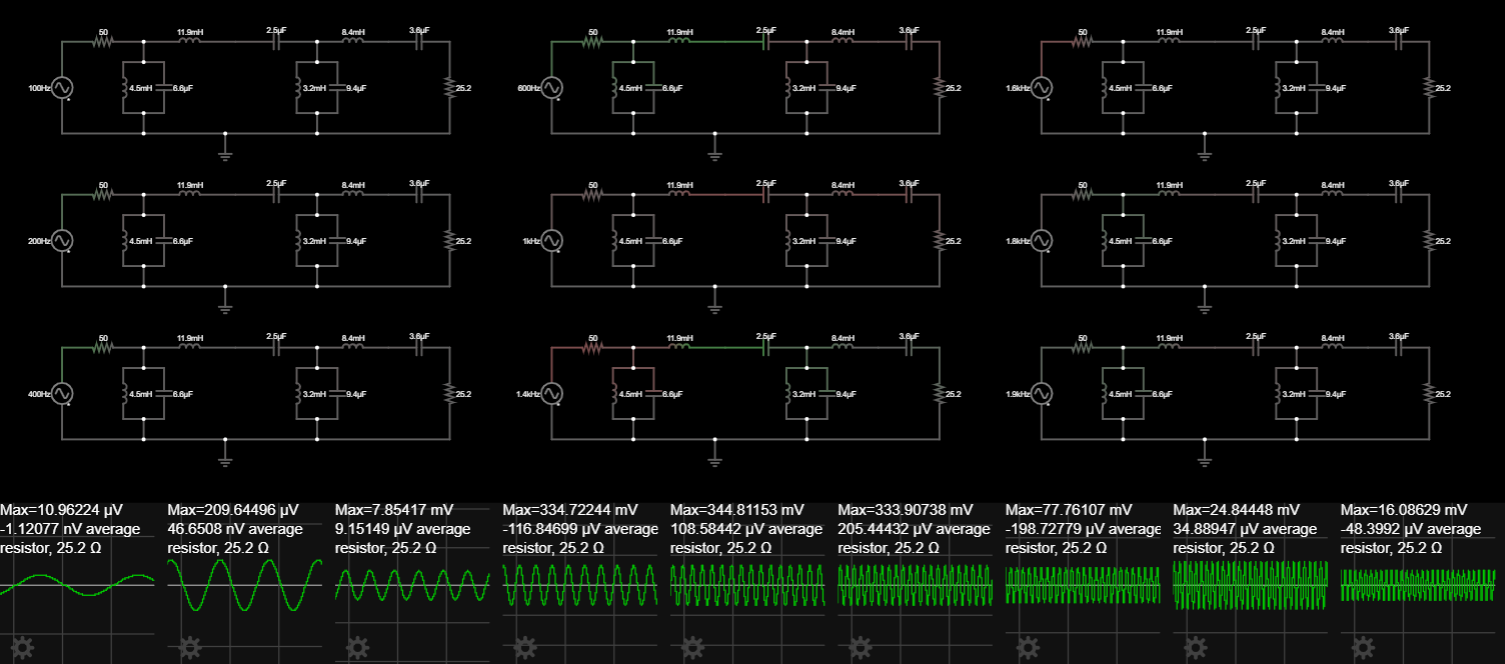 50 11.9mH 2.5µF 8.4mH 3.6µF
100Hz 4.5mH 6.6µF 3.2mH 9.4µF 25.2
50 11.9mH 2.5µF 8.4mH 3.6µF
600Hz 4.5mH 6.6µF 3.2mH 9.4µF 25.2
50 11.9mH 2.5µF 8.4mH 3.6µF
1.6kHz 4.5mH 6.6µF 3.2mH 9.4µF 25.2
50 11.9mH 2.5µF 8.4mH 3.6µF
200Hz 4.5mH 6.6µF 3.2mH 9.4µF 25.2
50 11.9mH 2.5µF 8.4mH 3.6µF
1kHz 4.5mH 6.6µF 3.2mH 9.4µF 25.2
50 11.9mH 2.5µF 8.4mH 3.6µF
1.8kHz 4.5mH 6.6µF 3.2mH 9.4µF 25.2
50 11.9mH 2.5µF 8.4mH 3.6µF
400Hz 4.5mH 6.6µF 3.2mH 9.4µF 25.2
50 11.9mH 2.5µF 8.4mH 3.6µF
1.4kHz 4.5mH 6.6µF 3.2mH 9.4µF 25.2
50 11.9mH 2.5µF 8.4mH 3.6µF
1.9kHz 4.5mH 6.6µF 3.2mH 9.4µF 25.2
Max=10.96224 µV
-1.12077 nV average
resistor, 25.2 Ω
Max=209.64496 µV
46.6508 nV average
resistor, 25.2 Ω
Max=7.85417 mV
9.15149 µV average
resistor, 25.2 Ω
Max=334.72244 mV
-116.84699 µV average
resistor, 25.2 Ω
Max=344.81153 mV
108.58442 µV average
resistor, 25.2 Ω
Max=333.90738 mV
205.44432 µV average
resistor, 25.2 Ω
Max=77.76107 mV
-198.72779 µV average
resistor, 25.2 Ω
Max=24.84448 mV
34.88947 µV average
resistor, 25.2 Ω
Max=16.08629 mV
-48.3992 µV average
resistor, 25.2 Ω